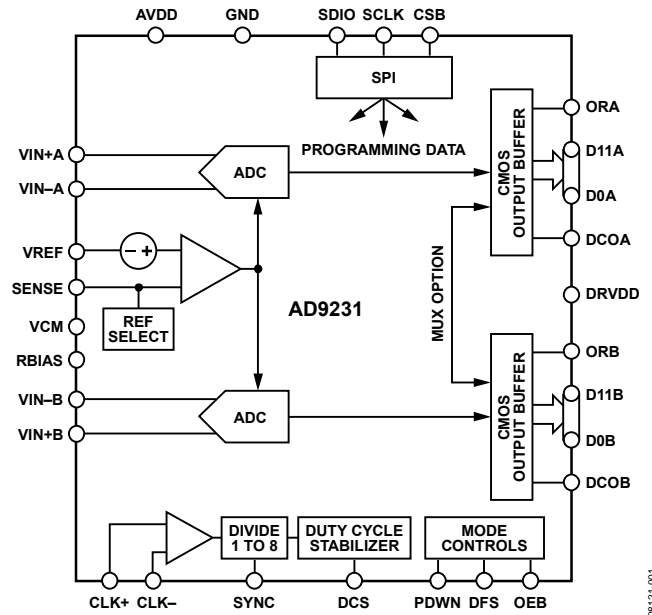 AVDD GND SDIO SCLK CSB
SPI
PROGRAMMING DATA
VIN+A
VIN–A
ADC
VREF
– +
SENSE
REF
SELECT
VCM
RBIAS
AD9231
VIN–B
VIN+B
ADC
MUX OPTION
CMOS
OUTPUT BUFFER
ORA
D11A
D0A
DCOA
DRVDD
CMOS
OUTPUT BUFFER
ORB
D11B
D0B
DCOB
DIVIDE
1 TO 8
DUTY CYCLE
STABILIZER
MODE
CONTROLS
CLK+ CLK– SYNC DCS PDWN DFS OEB
08121-001